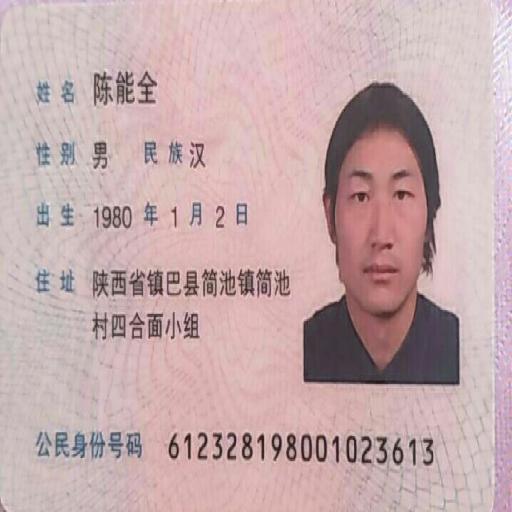 姓名 陈能全
性别 男 民族 汉
出生 1980 年 1 月 2 日
住址 陕西省镇巴县简池镇简池
村四合面小组
公民身份号码 612328198001023613